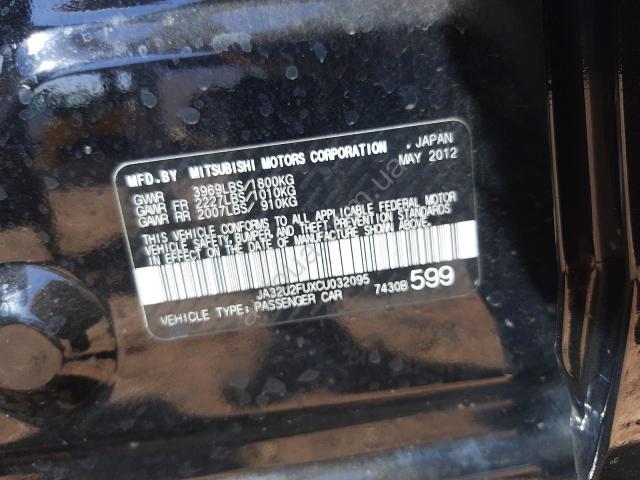 MFD.BY MITSUBISHI MOTORS CORPORATION , JAPAN
MAY 2012
GVWR 3969LBS/1800KG
GAWR FR 2227LBS/1010KG
GAWR RR 2007LBS/ 910KG
THIS VEHICLE CONFORMS TO ALL APPLICABLE FEDERAL MOTOR
VEHICLE SAFETY, BUMPER AND THEFT PREVENTION STANDARDS
IN EFFECT ON THE DATE OF MANUFACTURE SHOWN ABOVE.
JA32U2FUXCU032095
VEHICLE TYPE: PASSENGER CAR 7430B 599